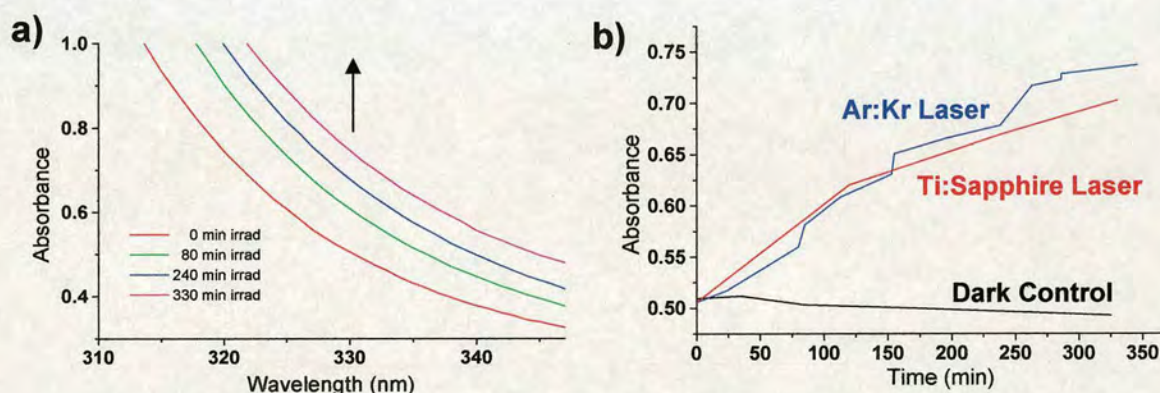 a)
1.0
0.8
0.6
0.4
Absorbance
0 min irrad
80 min irrad
240 min irrad
330 min irrad
310
320
330
340
Wavelength (nm)
b)
0.75
0.70
0.65
0.60
0.55
0.50
Absorbance
Ar:Kr Laser
Ti:Sapphire Laser
Dark Control
0
50
100
150
200
250
300
350
Time (min)